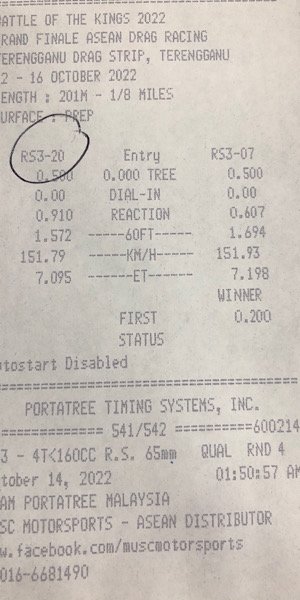 ATTLE OF THE KINGS 2022
RAND FINALE ASEAN DRAG RACING
TERENGGANU DRAG STRIP, TERENGGANU
2 - 16 OCTOBER 2022
ENGTH : 201M - 1/8 MILES
URFACE : PREP
RS3-20 Entry RS3-07
0.500 0.000 TREE 0.500
0.00 DIAL-IN 0.00
0.910 REACTION 0.607
1.572 -----60FT----- 1.694
151.79 -----KM/H----- 151.93
7.095 ------ET------ 7.198
WINNER
FIRST 0.200
STATUS
utostart Disabled
PORTATREE TIMING SYSTEMS, INC.
============ 541/542 ==========600214
3 - 4T<160CC R.S. 65mm QUAL RND 4
tober 14, 2022 01:50:57 AM
AM PORTATREE MALAYSIA
SC MOTORSPORTS - ASEAN DISTRIBUTOR
w.facebook.com/muscmotorsports
016-6681490